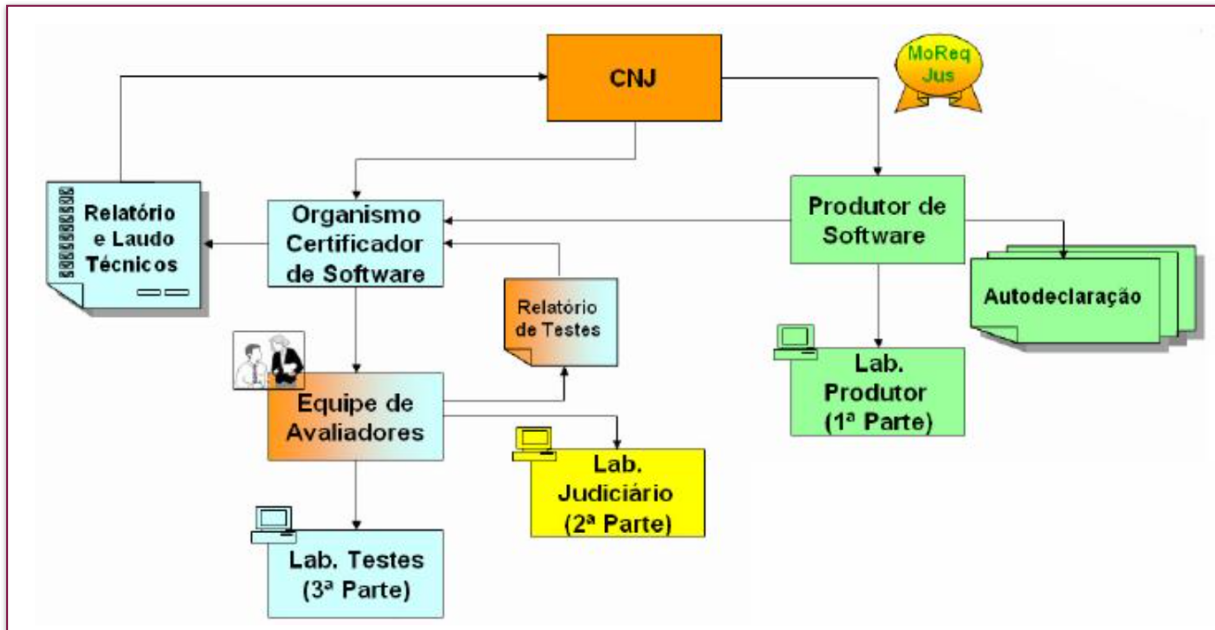 CNJ
MoReq
Jus
Relatório
e Laudo
Técnicos
Organismo
Certificador
de Software
Produtor de
Software
Autodeclaração
Relatório
de Testes
Equipe de
Avaliadores
Lab.
Produtor
(1ª Parte)
Lab.
Judiciário
(2ª Parte)
Lab. Testes
(3ª Parte)